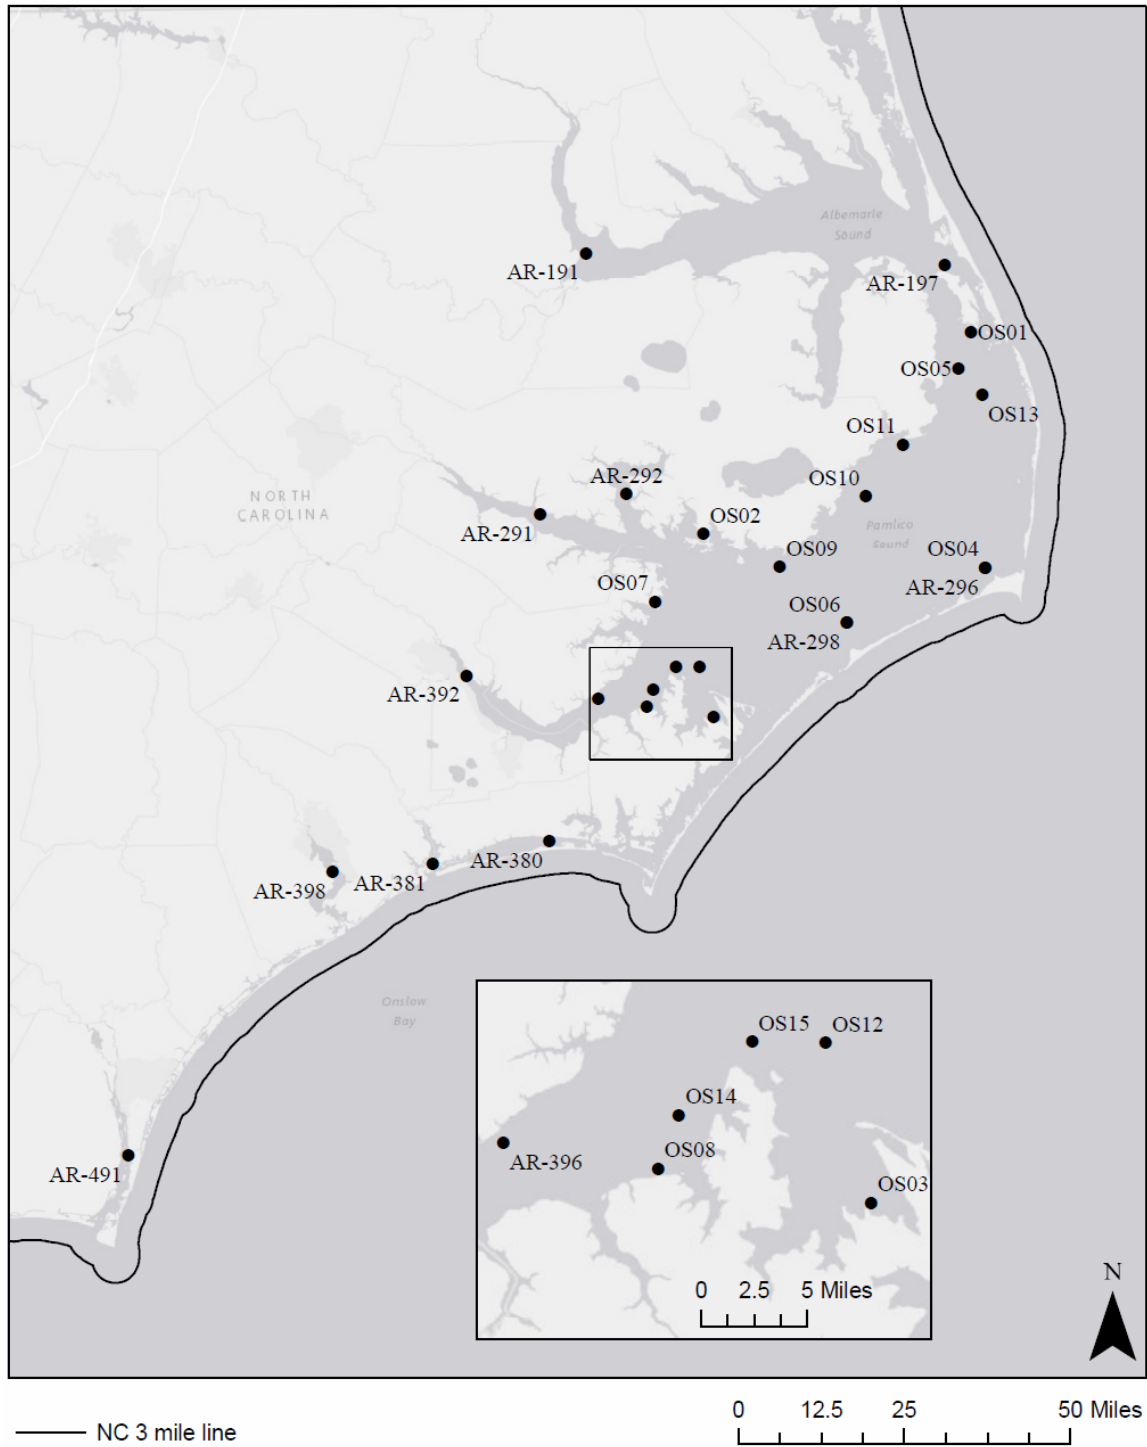 Albemarle
Sound
AR-191
AR-197
OS01
OS05
OS13
OS11
AR-292
OS10
NORTH
CAROLINA
AR-291
OS02
Pamlico
Sound
OS09
OS04
AR-296
OS07
OS06
AR-298
AR-392
AR-380
AR-381
AR-398
Onslow
Bay
OS15
OS12
OS14
AR-396
OS08
OS03
AR-491
0 2.5 5 Miles
N
NC 3 mile line
0 12.5 25 50 Miles